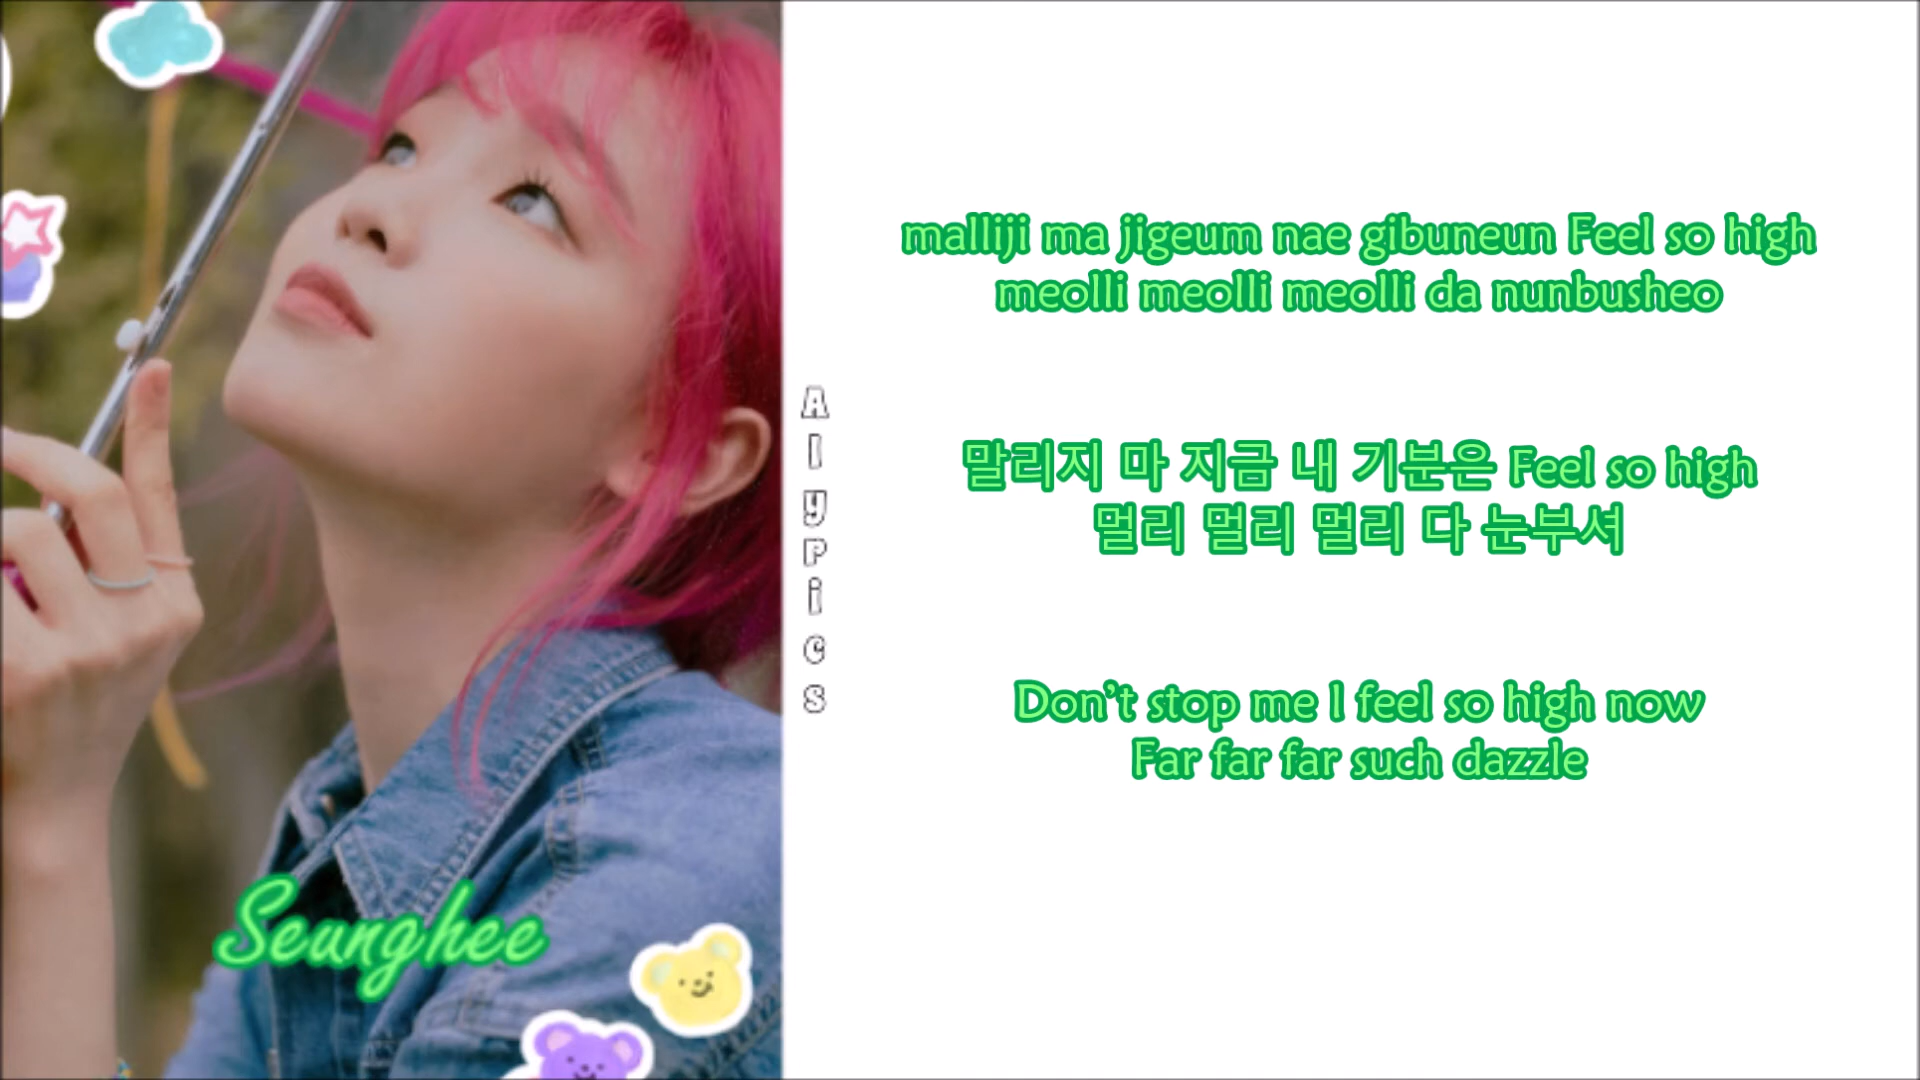 malliji ma jigeum nae gibuneun Feel so high
meolli meolli meolli da nunbusheo
말리지 마 지금 내 기분은 Feel so high
멀리 멀리 멀리 다 눈부셔
Don't stop me I feel so high now
Far far far such dazzle
AlyPics
Seunghee